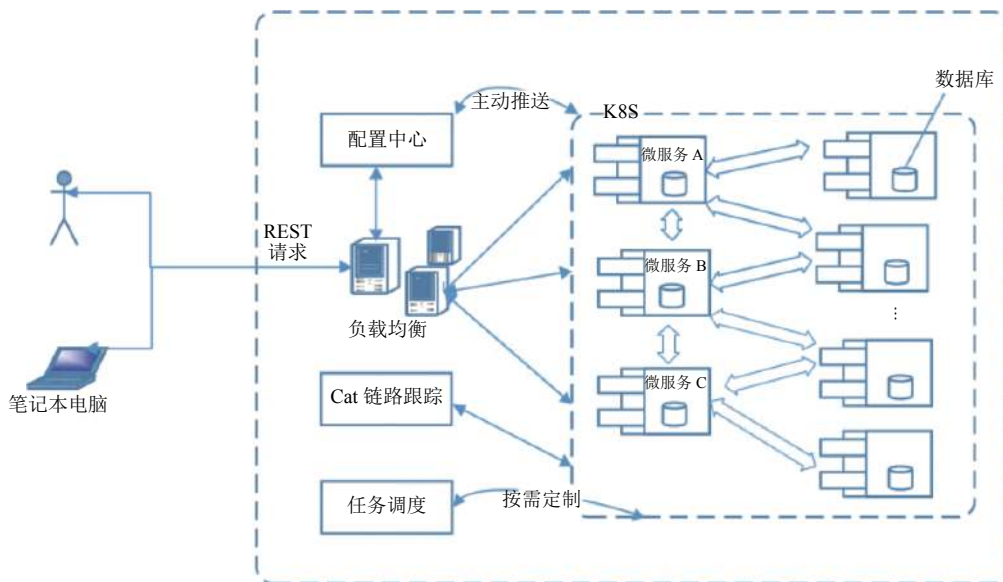 数据库
主动推送
K8S
配置中心
微服务 A
REST
请求
微服务 B
负载均衡
⋮
微服务 C
笔记本电脑
Cat 链路跟踪
任务调度
按需定制